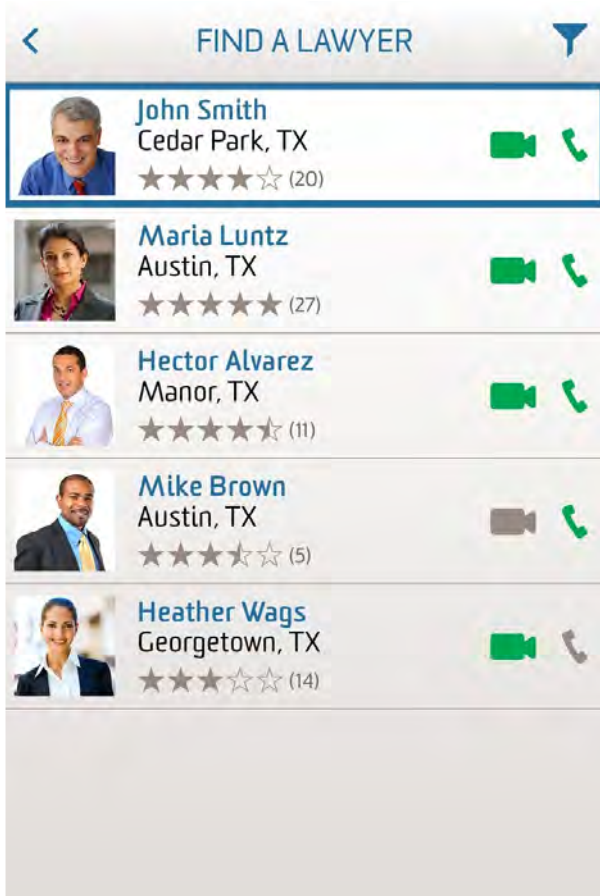 FIND A LAWYER
John Smith
Cedar Park, TX
(20)
Maria Luntz
Austin, TX
(27)
Hector Alvarez
Manor, TX
(11)
Mike Brown
Austin, TX
(5)
Heather Wags
Georgetown, TX
(14)